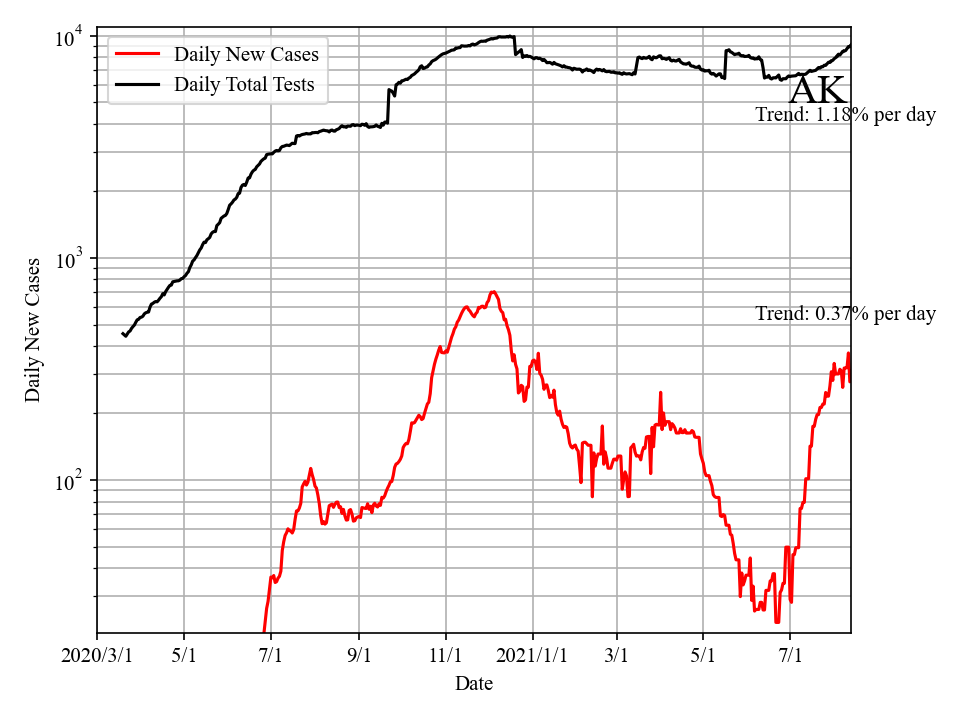 10^4
Daily New Cases
Daily Total Tests
AK
Trend: 1.18% per day
10^3
Trend: 0.37% per day
10^2
Daily New Cases
2020/3/1 5/1 7/1 9/1 11/1 2021/1/1 3/1 5/1 7/1
Date